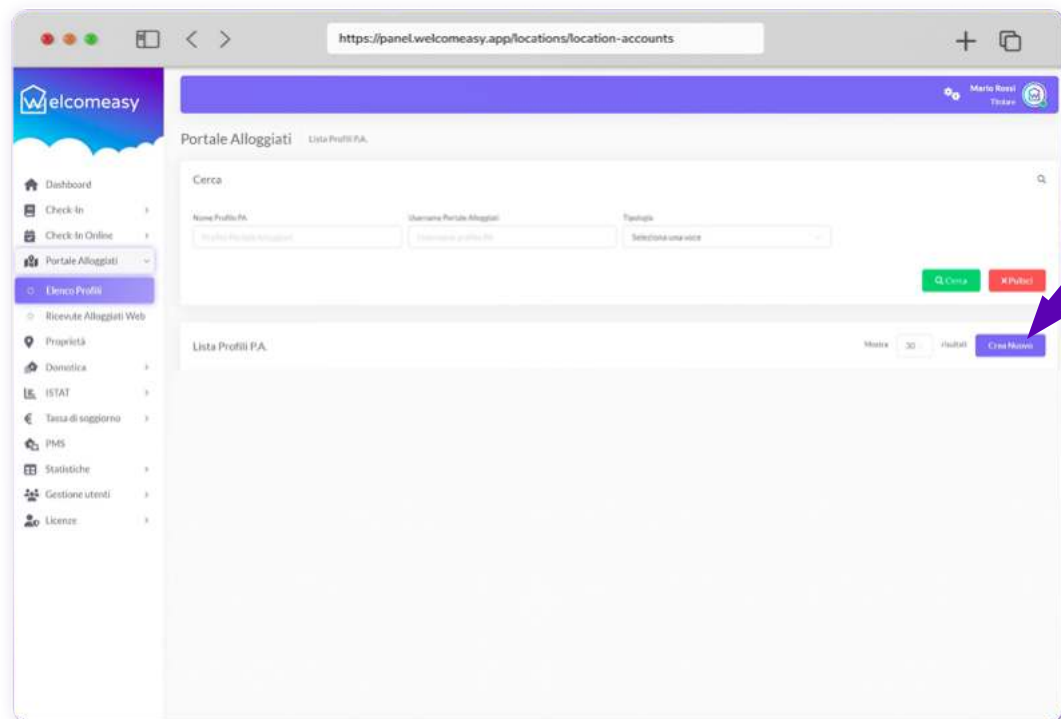 https://panel.welcomeasy.app/locations/location-accounts
Welcomeasy
Mario Rossi
Titolare
Portale Alloggiati Lista Profili P.A.
Dashboard
Check-In
Check-In Online
Portale Alloggiati
Elenco Profili
Ricevute Alloggiati Web
Proprietà
Domotica
ISTAT
Tassa di soggiorno
PMS
Statistiche
Gestione utenti
Licenze
Cerca
Nome Profilo P.A. Username Portale Alloggiati Tipologia
Profilo Portale Alloggiati Seleziona una voce
Cerca Pulisci
Lista Profili P.A. Mostra 30 risultati Crea Nuovo